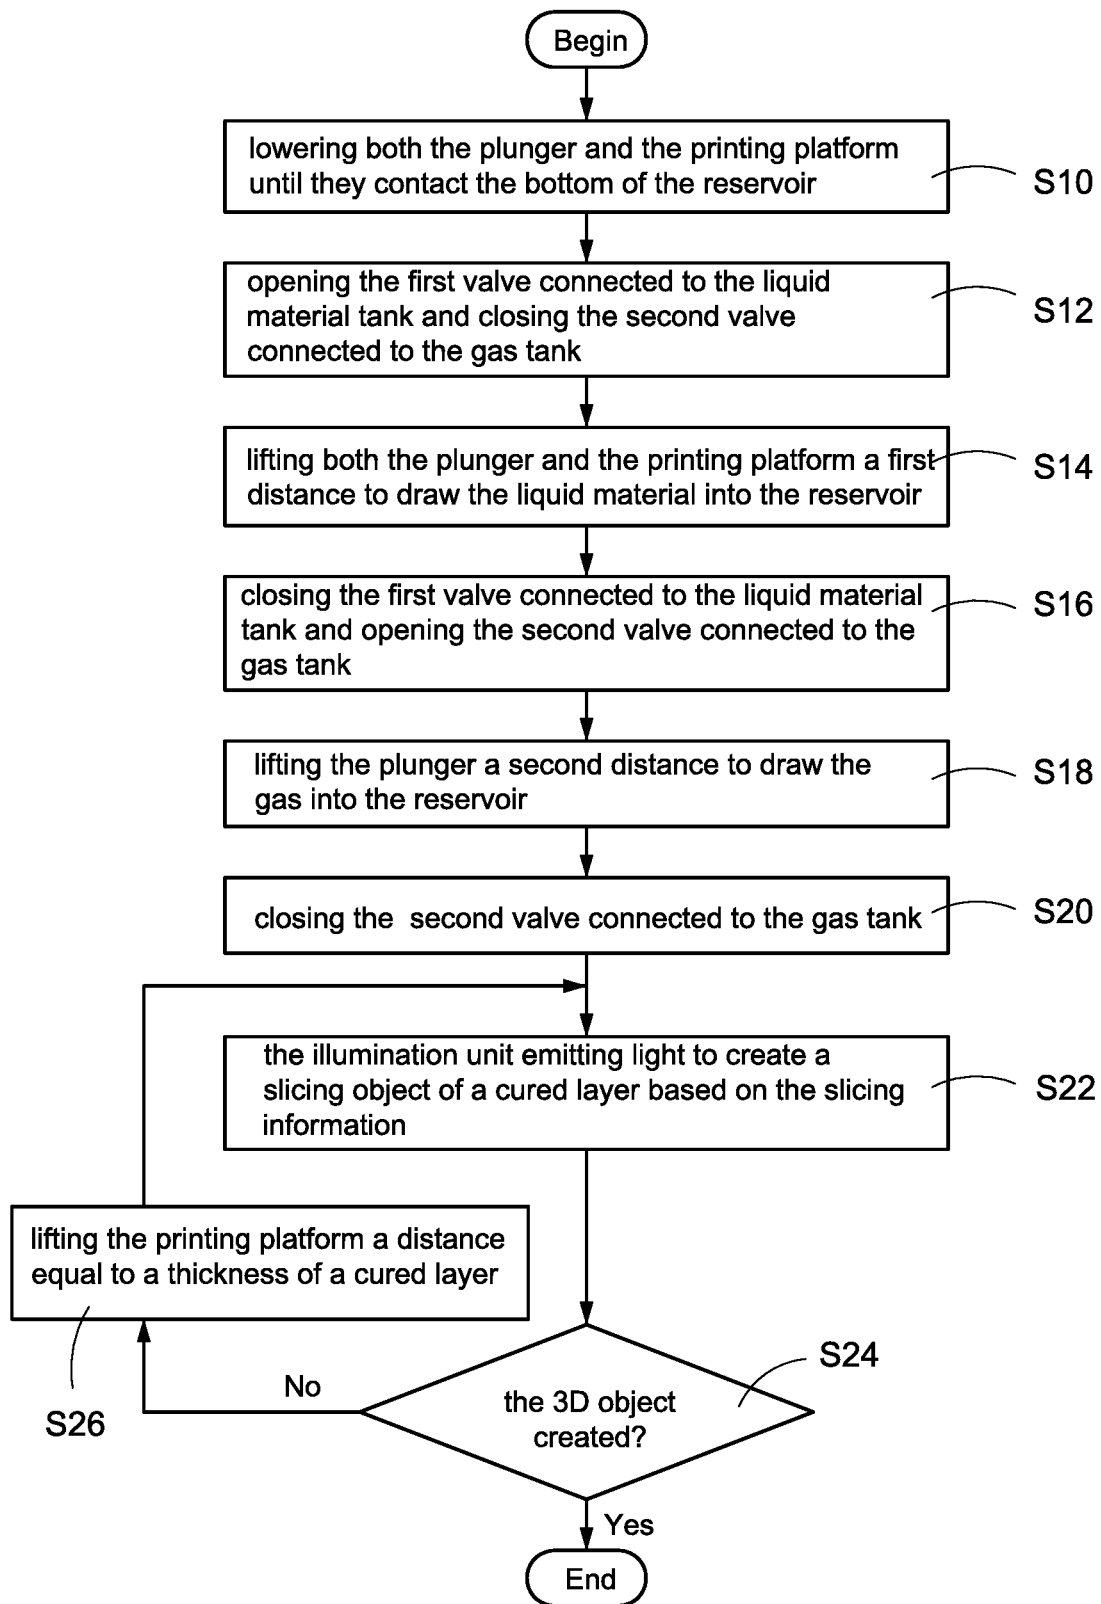 Begin
lowering both the plunger and the printing platform
until they contact the bottom of the reservoir
S10
opening the first valve connected to the liquid
material tank and closing the second valve
connected to the gas tank
S12
lifting both the plunger and the printing platform a first
distance to draw the liquid material into the reservoir
S14
closing the first valve connected to the liquid material
tank and opening the second valve connected to the
gas tank
S16
lifting the plunger a second distance to draw the
gas into the reservoir
S18
closing the  second valve connected to the gas tank
S20
the illumination unit emitting light to create a
slicing object of a cured layer based on the slicing
information
S22
lifting the printing platform a distance
equal to a thickness of a cured layer
S26
No
the 3D object
created?
S24
Yes
End